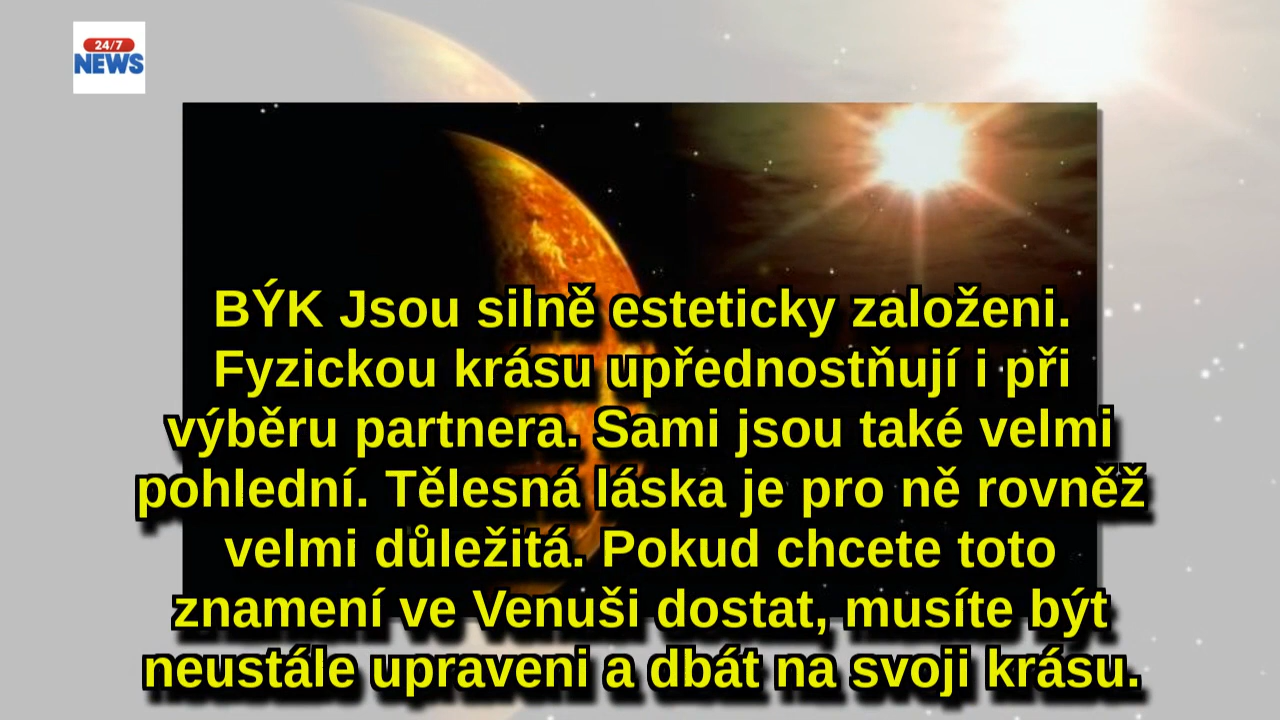 24/7
NEWS
BÝK Jsou silně esteticky založeni.
Fyzickou krásu upřednostňují i při
výběru partnera. Sami jsou také velmi
pohlední. Tělesná láska je pro ně rovněž
velmi důležitá. Pokud chcete toto
znamení ve Venuši dostat, musíte být
neustále upraveni a dbát na svoji krásu.